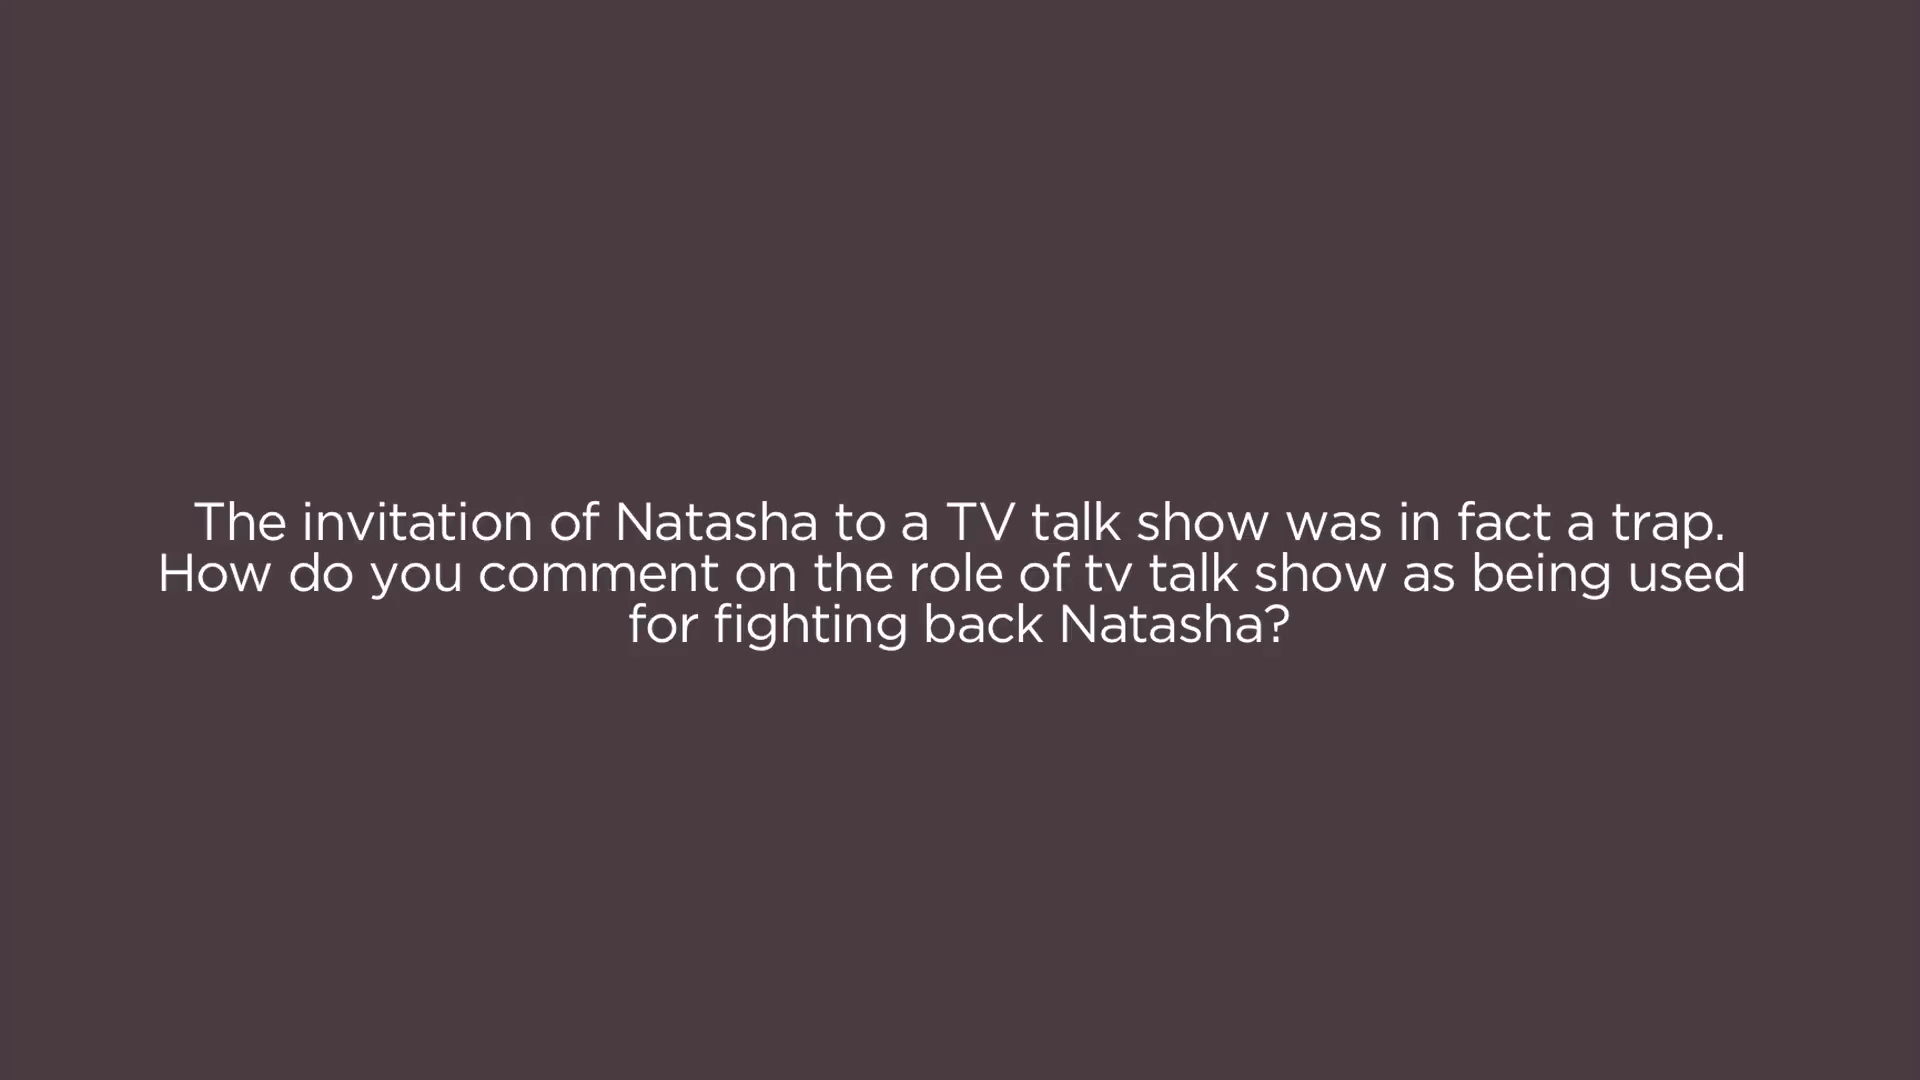 The invitation of Natasha to a TV talk show was in fact a trap.
How do you comment on the role of tv talk show as being used
for fighting back Natasha?